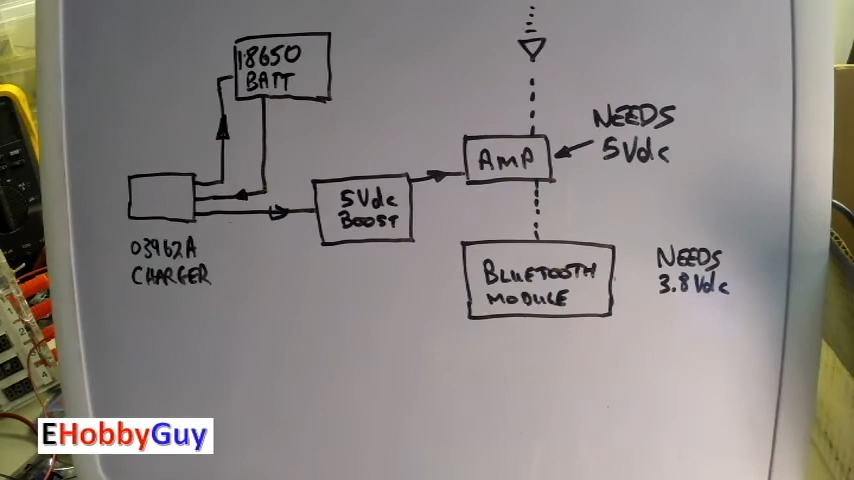 18650
BATT
NEEDS
5Vdc
AMP
5Vdc
BOOST
03962A
CHARGER
BLUETOOTH
MODULE
NEEDS
3.8Vdc
EHobbyGuy